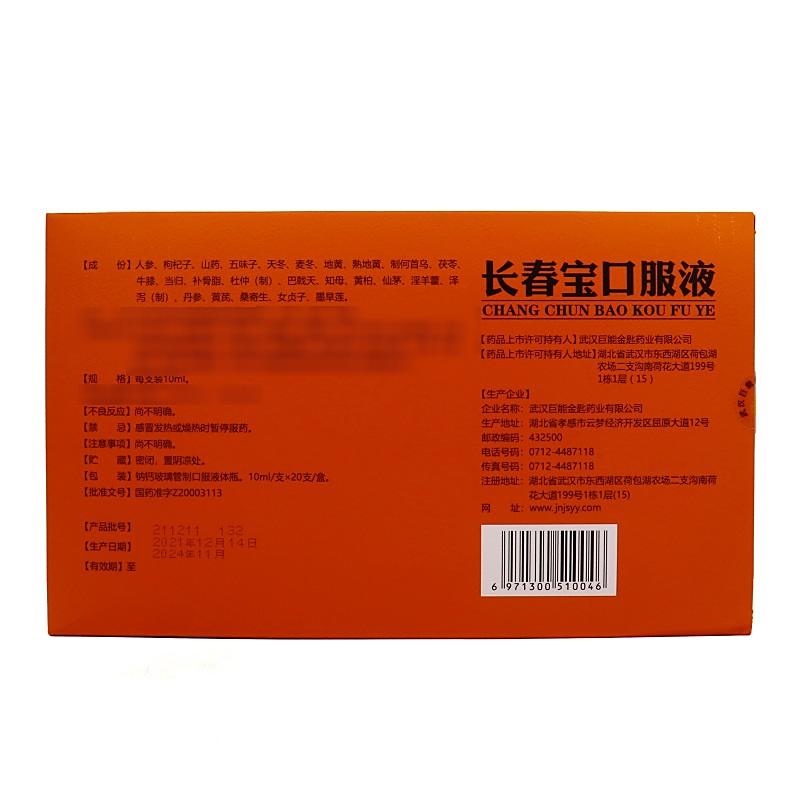 【成　份】人参、枸杞子、山药、五味子、天冬、麦冬、地黄、熟地黄、制何首乌、茯苓、
牛膝、当归、补骨脂、杜仲（制）、巴戟天、知母、黄柏、仙茅、淫羊藿、泽
泻（制）、丹参、黄芪、桑寄生、女贞子、墨旱莲。
【规　格】每支装10ml。
【不良反应】尚不明确。
【禁　忌】感冒发热或燥热时暂停服药。
【注意事项】尚不明确。
【贮　藏】密闭，置阴凉处。
【包　装】钠钙玻璃管制口服液体瓶。10ml/支×20支/盒。
【批准文号】国药准字Z20003113
【产品批号】 211211 132
【生产日期】 2021年12月14日
【有效期】至 2024年11月
长春宝口服液
CHANG CHUN BAO KOU FU YE
【药品上市许可持有人】武汉巨能金匙药业有限公司
【药品上市许可持有人地址】湖北省武汉市东西湖区荷包湖
农场二支沟南荷花大道199号
1栋1层（15）
【生产企业】
企业名称：武汉巨能金匙药业有限公司
生产地址：湖北省孝感市云梦经济开发区屈原大道12号
邮政编码：432500
电话号码：0712-4487118
传真号码：0712-4487118
注册地址：湖北省武汉市东西湖区荷包湖农场二支沟南荷
花大道199号1栋1层(15)
网　址：www.jnjsyy.com
6 971300 510046